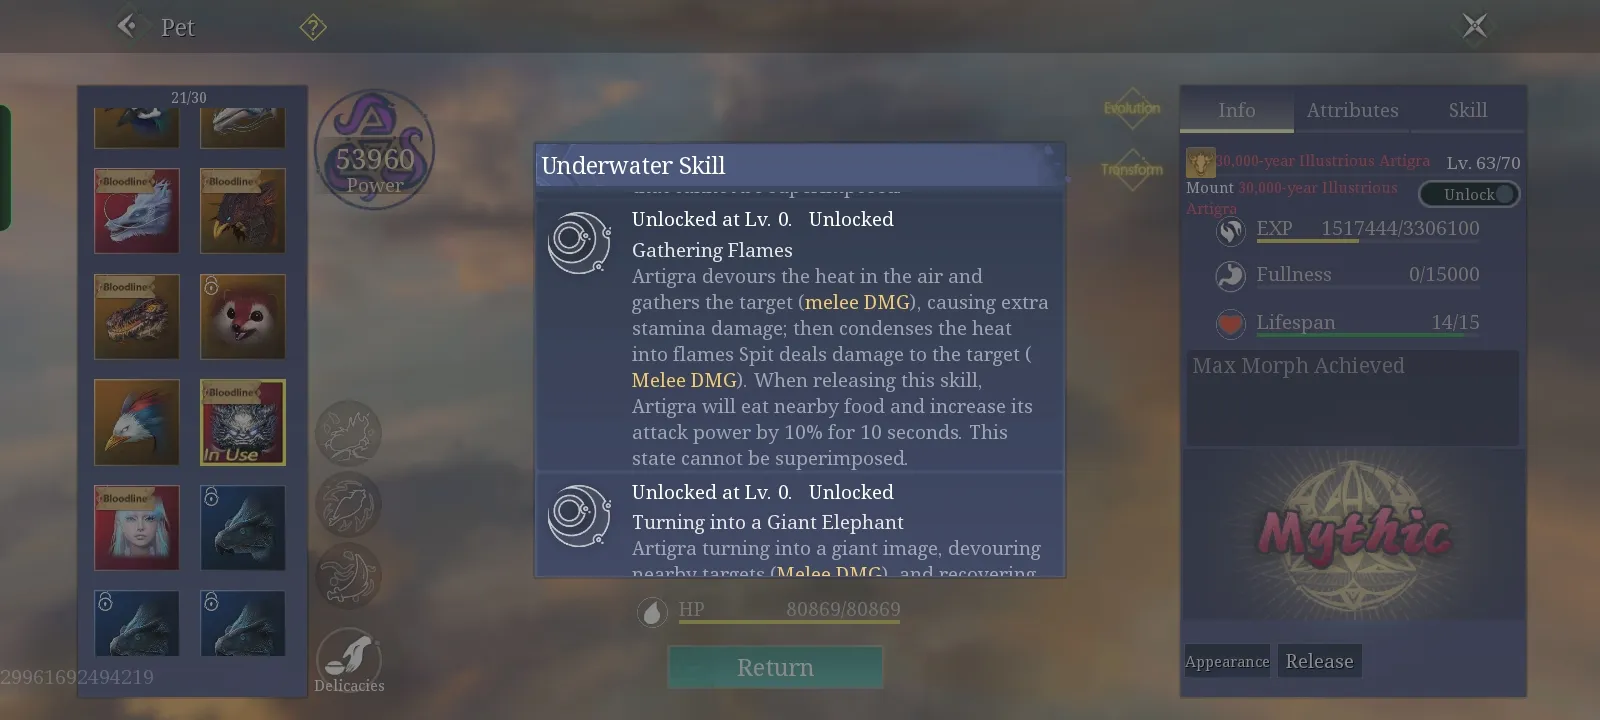 Pet
?
21/30
Bloodline
Bloodline
Bloodline
Bloodline
In Use
Bloodline
53960
Power
Delicacies
29961692494219
Underwater Skill
Unlocked at Lv. 0. Unlocked
Gathering Flames
Artigra devours the heat in the air and
gathers the target (melee DMG), causing extra
stamina damage; then condenses the heat
into flames Spit deals damage to the target (
Melee DMG). When releasing this skill,
Artigra will eat nearby food and increase its
attack power by 10% for 10 seconds. This
state cannot be superimposed.
Unlocked at Lv. 0. Unlocked
Turning into a Giant Elephant
Artigra turning into a giant image, devouring
nearby targets (Melee DMG), and recovering
HP 80869/80869
Return
Evolution
Transform
Info Attributes Skill
30,000-year Illustrious Artigra Lv. 63/70
Mount 30,000-year Illustrious
Artigra
Unlock
EXP 1517444/3306100
Fullness 0/15000
Lifespan 14/15
Max Morph Achieved
Mythic
Appearance Release